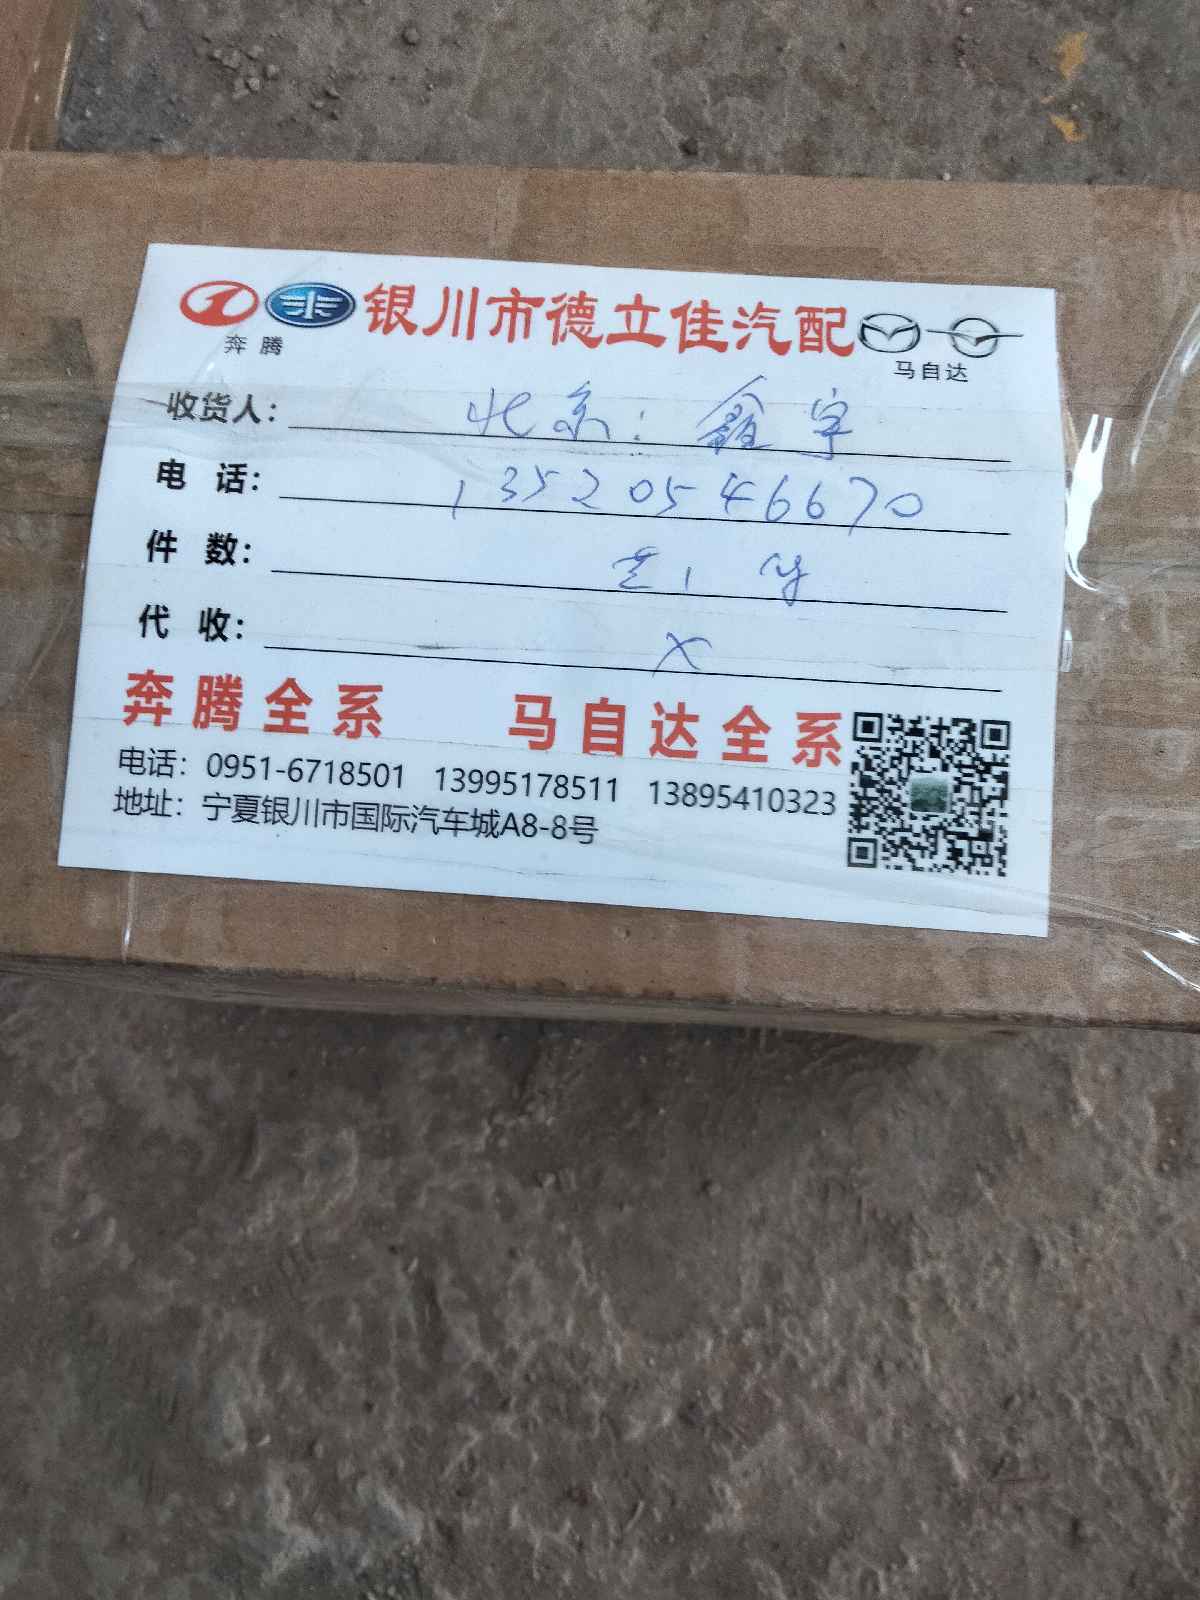 银川市德立佳汽配
奔腾
马自达
收货人：北京：鑫宇
电话：13520546670
件数：1
代收：X
奔腾全系 马自达全系
电话：0951-6718501 13995178511 13895410323
地址：宁夏银川市国际汽车城A8-8号